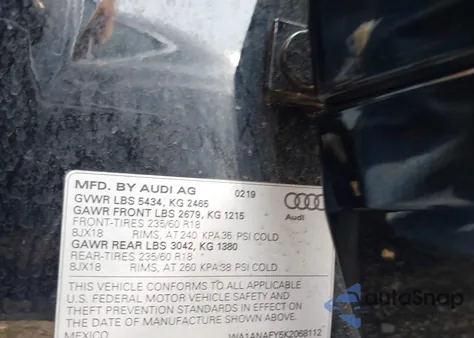 MFD. BY AUDI AG 0219
GVWR LBS 5434, KG 2465
GAWR FRONT LBS 2679, KG 1215
FRONT-TIRES 235/60 R18
8JX18 RIMS, AT 240 KPA/35 PSI COLD
GAWR REAR LBS 3042, KG 1380
REAR-TIRES 235/60 R18
8JX18 RIMS, AT 260 KPA/38 PSI COLD
Audi
THIS VEHICLE CONFORMS TO ALL APPLICABLE
U.S. FEDERAL MOTOR VEHICLE SAFETY AND
THEFT PREVENTION STANDARDS IN EFFECT ON
THE DATE OF MANUFACTURE SHOWN ABOVE.
MEXICO WA1ANAFY5K2068112
autoSnap